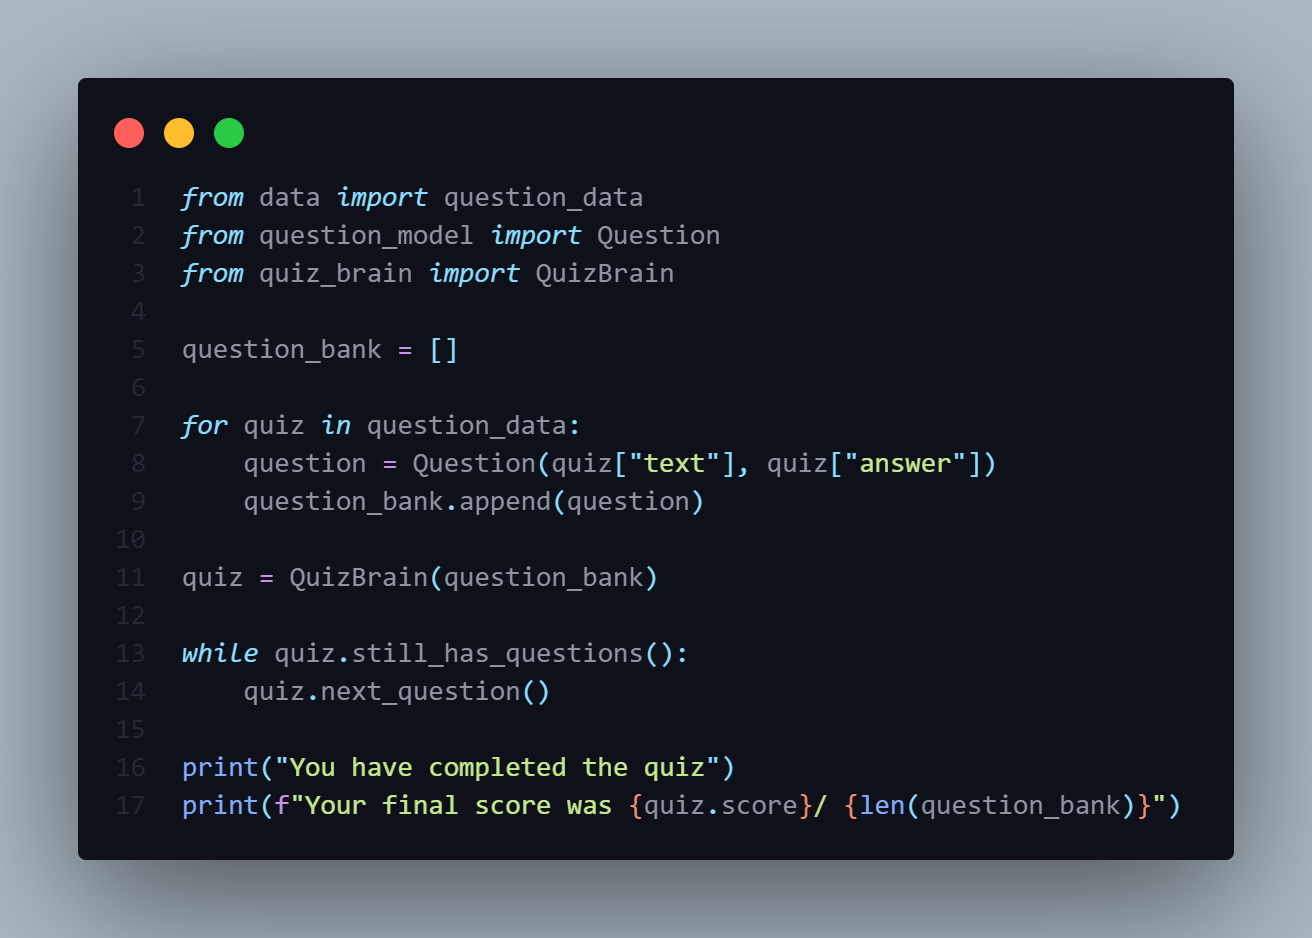 1 from data import question_data
2 from question_model import Question
3 from quiz_brain import QuizBrain
4
5 question_bank = []
6
7 for quiz in question_data:
8     question = Question(quiz["text"], quiz["answer"])
9     question_bank.append(question)
10
11 quiz = QuizBrain(question_bank)
12
13 while quiz.still_has_questions():
14     quiz.next_question()
15
16 print("You have completed the quiz")
17 print(f"Your final score was {quiz.score}/ {len(question_bank)}")